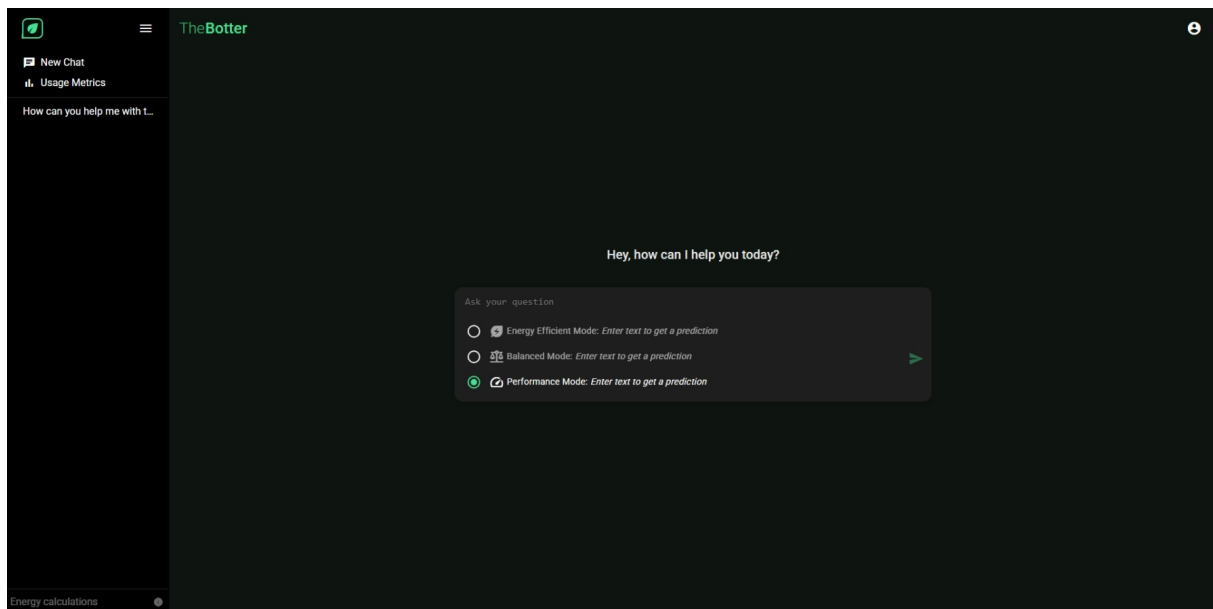 TheBotter
New Chat
Usage Metrics
How can you help me with t...
Hey, how can I help you today?
Ask your question
Energy Efficient Mode: Enter text to get a prediction
Balanced Mode: Enter text to get a prediction
Performance Mode: Enter text to get a prediction
Energy calculations